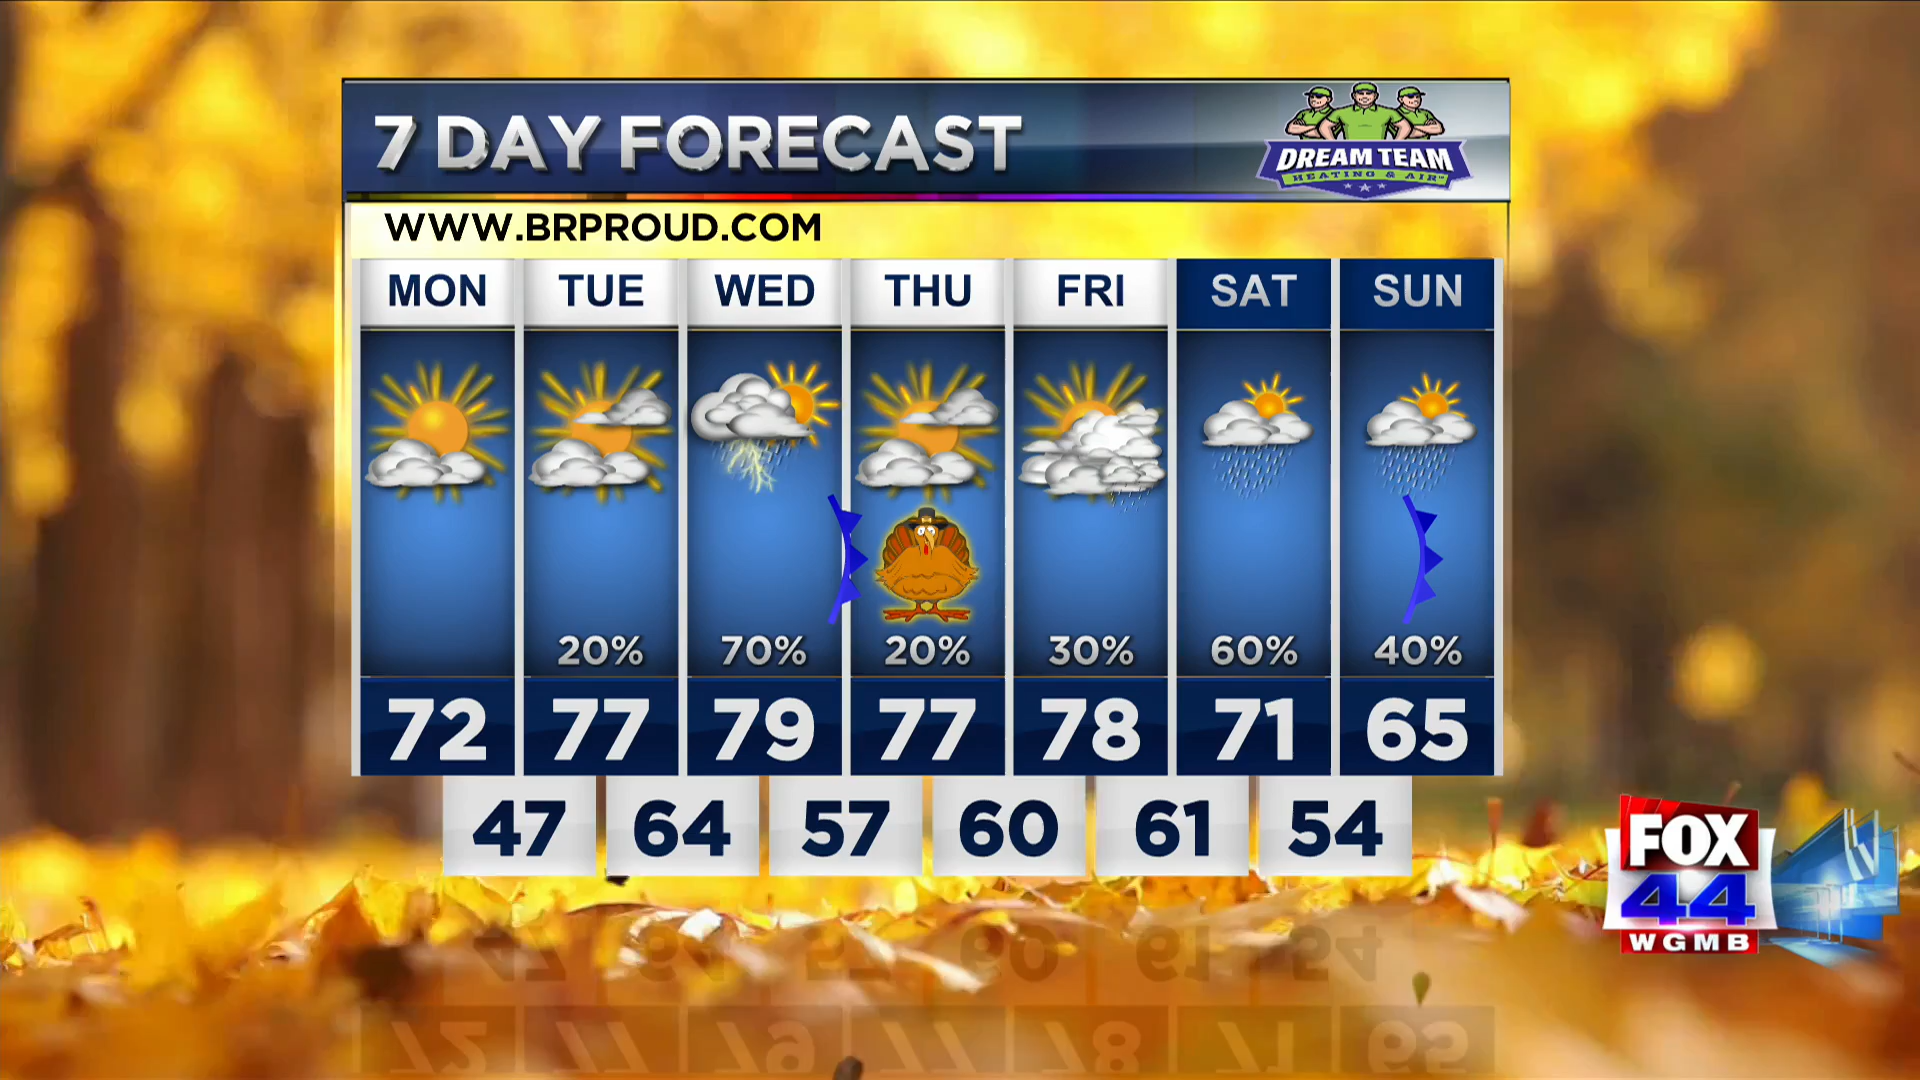 7 DAY FORECAST
DREAM TEAM
HEATING & AIR
WWW.BRPROUD.COM
MON TUE WED THU FRI SAT SUN
20% 70% 20% 30% 60% 40%
72 77 79 77 78 71 65
47 64 57 60 61 54
FOX
44
WGMB